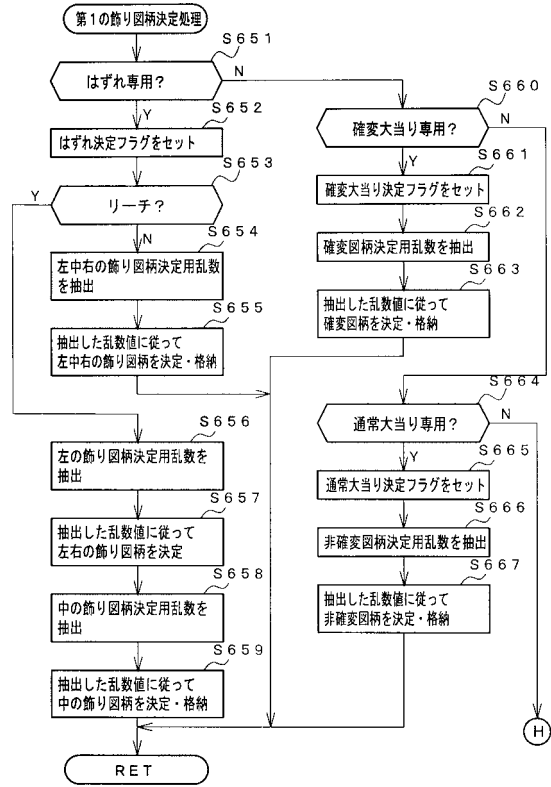 第1の飾り図柄決定処理
S651
はずれ専用?
N
Y
S652
はずれ決定フラグをセット
S653
リーチ?
Y
N
S654
左中右の飾り図柄決定用乱数
を抽出
S655
抽出した乱数値に従って
左中右の飾り図柄を決定・格納
S656
左の飾り図柄決定用乱数を
抽出
S657
抽出した乱数値に従って
左右の飾り図柄を決定
S658
中の飾り図柄決定用乱数を
抽出
S659
抽出した乱数値に従って
中の飾り図柄を決定・格納
RET
S660
確変大当り専用?
N
Y
S661
確変大当り決定フラグをセット
S662
確変図柄決定用乱数を抽出
S663
抽出した乱数値に従って
確変図柄を決定・格納
S664
通常大当り専用?
N
Y
S665
通常大当り決定フラグをセット
S666
非確変図柄決定用乱数を抽出
S667
抽出した乱数値に従って
非確変図柄を決定・格納
H